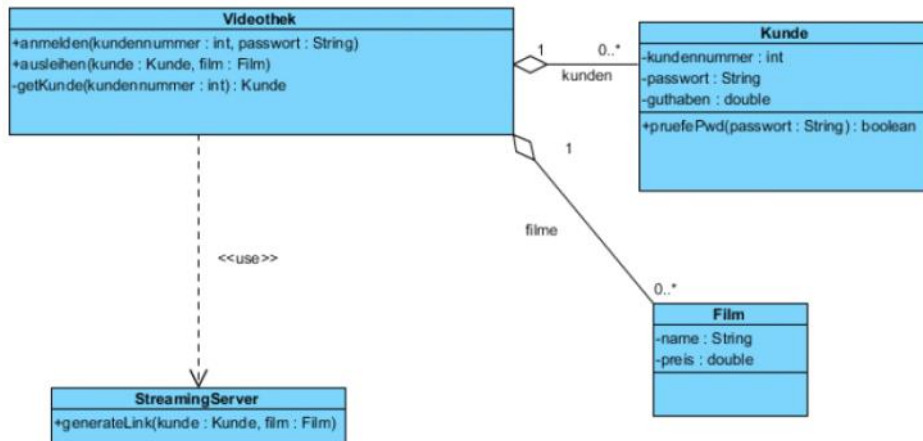 Videothek
+anmelden(kundennummer : int, passwort : String)
+ausleihen(kunde : Kunde, film : Film)
-getKunde(kundennummer : int) : Kunde
1
0..*
kunden
Kunde
-kundennummer : int
-passwort : String
-guthaben : double
+pruefePwd(passwort : String) : boolean
1
filme
0..*
<<use>>
Film
-name : String
-preis : double
StreamingServer
+generateLink(kunde : Kunde, film : Film)